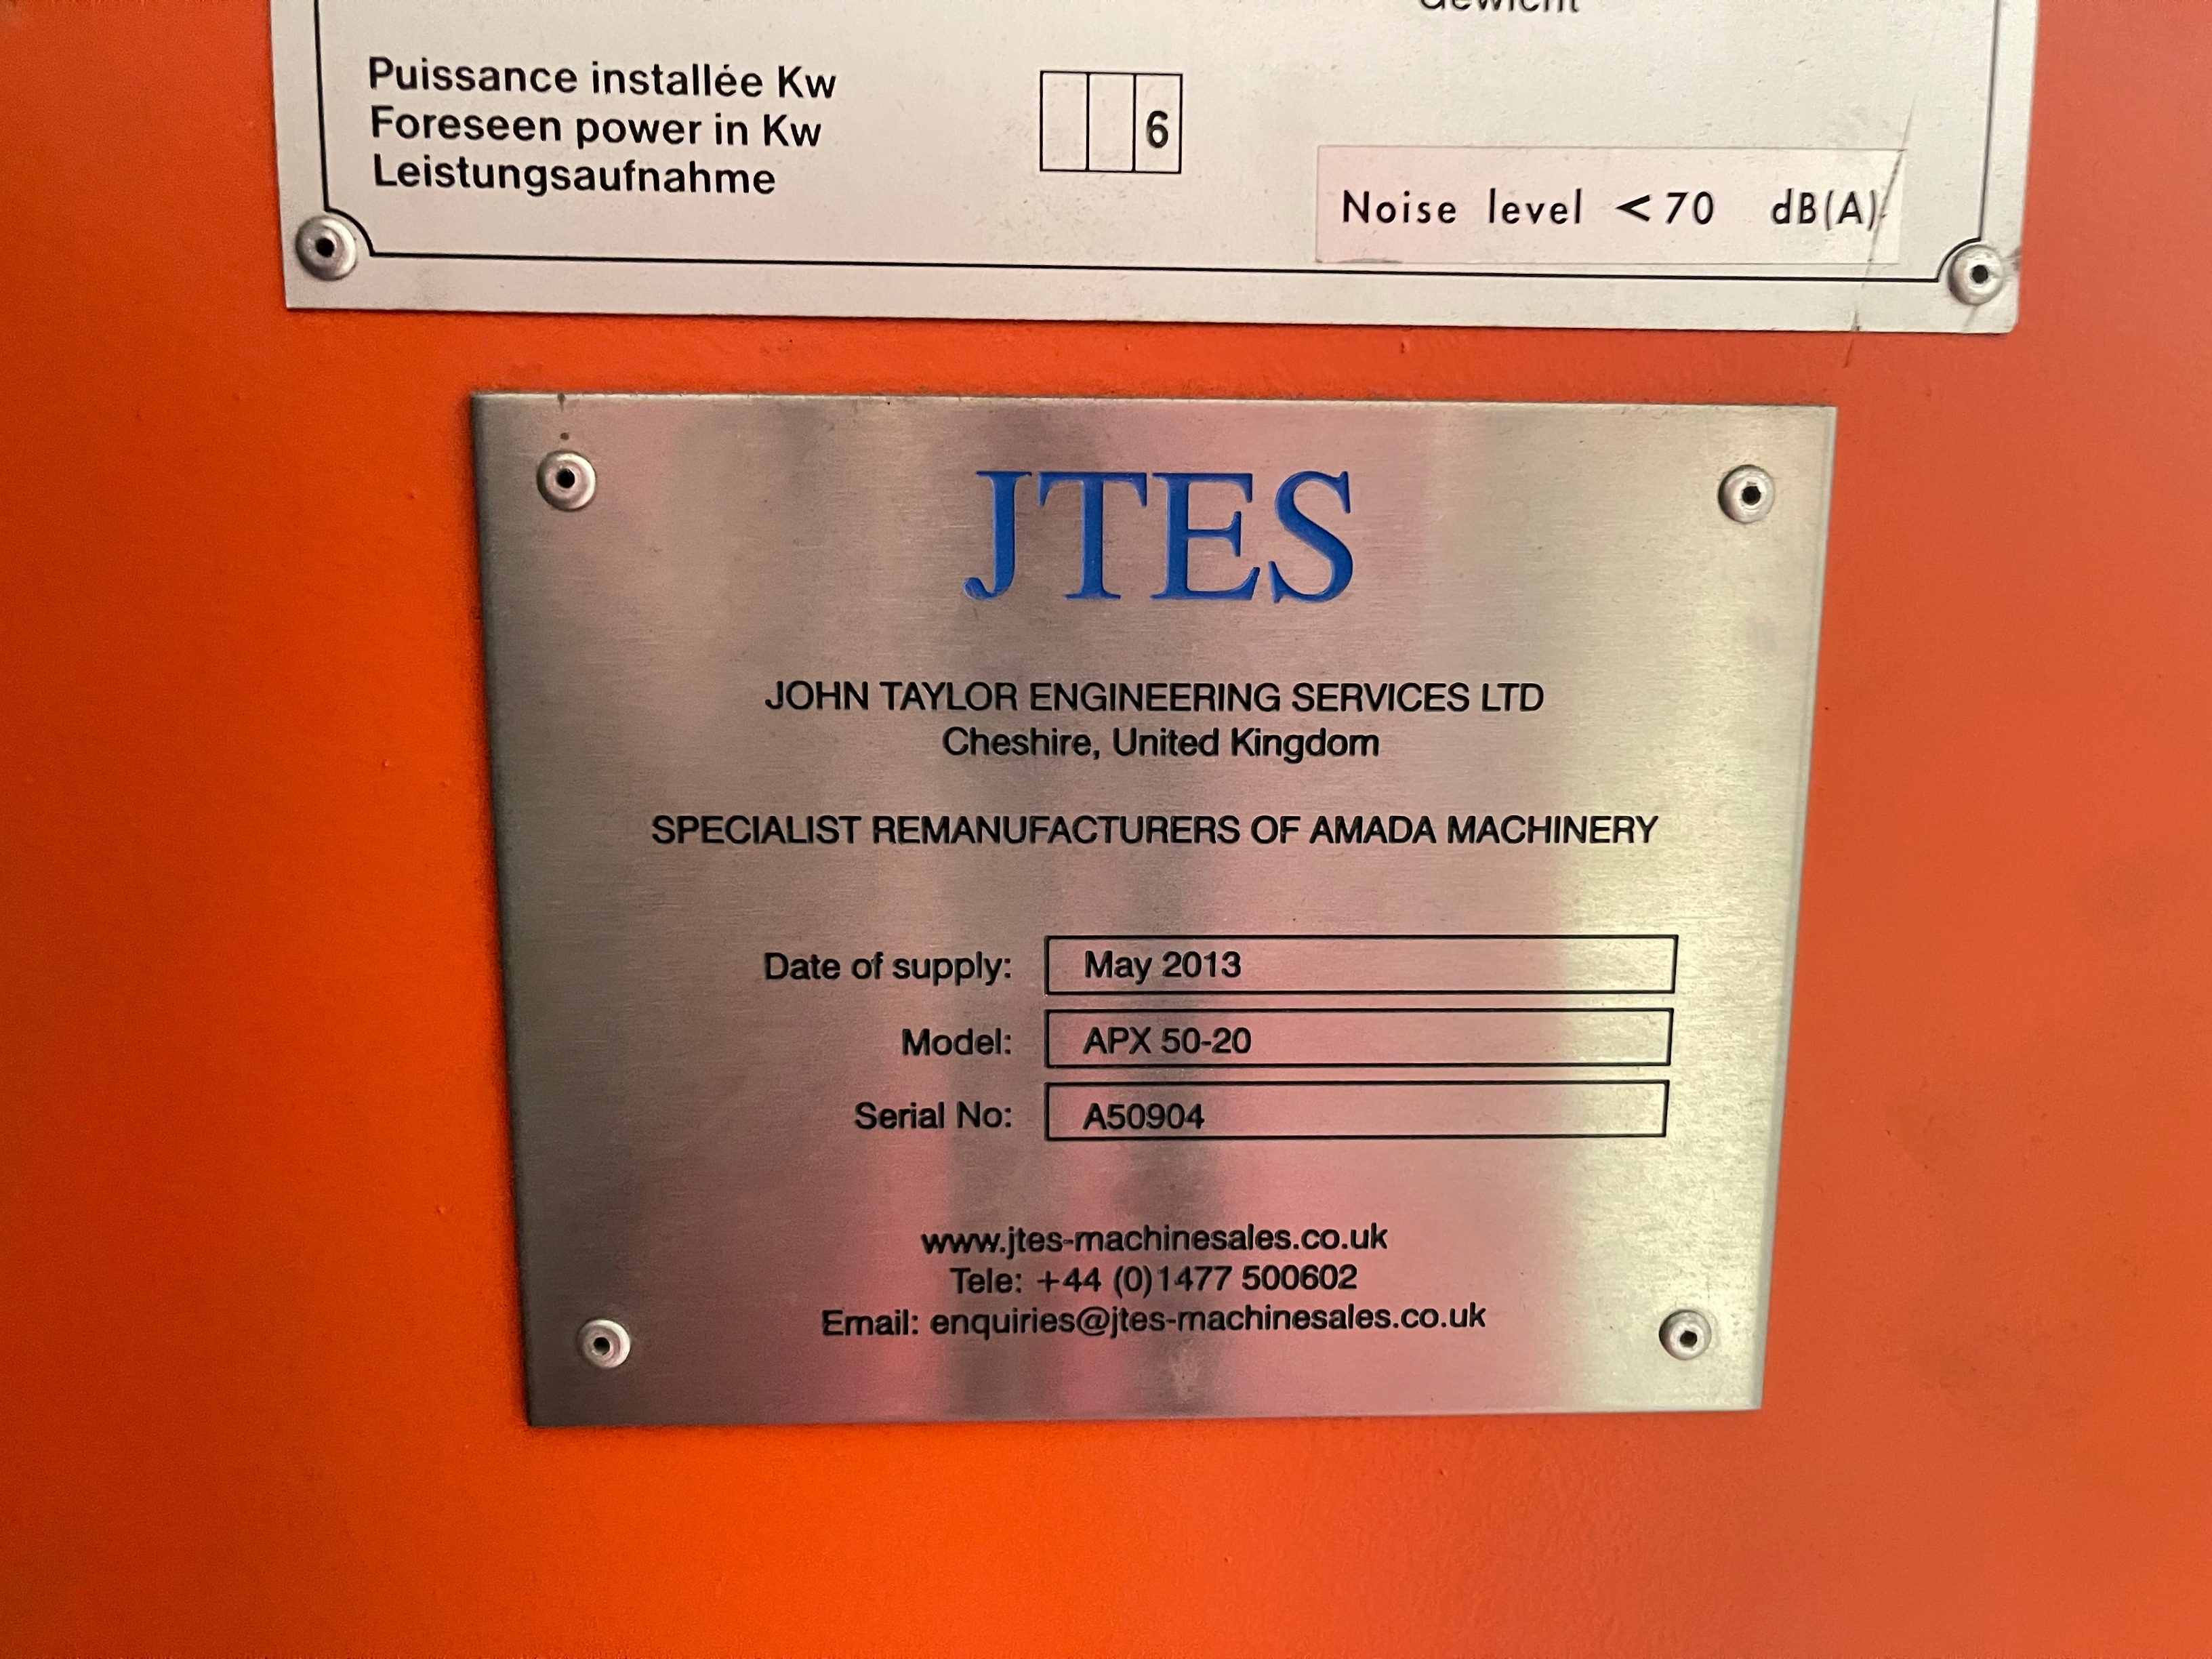 Gewicht
Puissance installée Kw
Foreseen power in Kw
Leistungsaufnahme
6
Noise level <70 dB(A)
JTES
JOHN TAYLOR ENGINEERING SERVICES LTD
Cheshire, United Kingdom
SPECIALIST REMANUFACTURERS OF AMADA MACHINERY
Date of supply: May 2013
Model: APX 50-20
Serial No: A50904
www.jtes-machinesales.co.uk
Tele: +44 (0)1477 500602
Email: enquiries@jtes-machinesales.co.uk